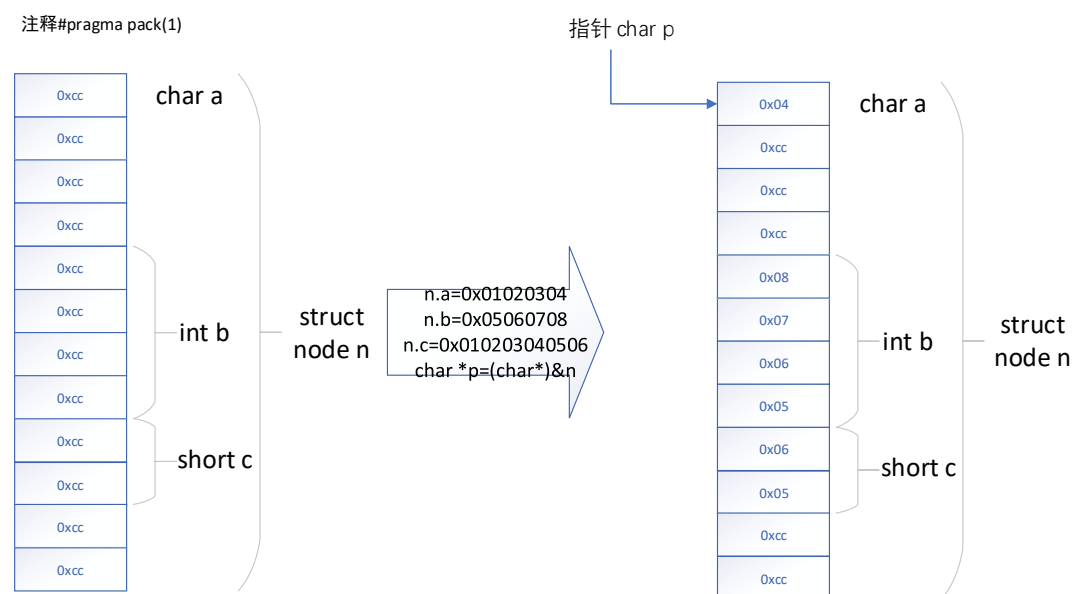 注释#pragma pack(1)
指针 char p
0xcc
0xcc
0xcc
0xcc
0xcc
0xcc
0xcc
0xcc
0xcc
0xcc
0xcc
0xcc
char a
int b
short c
struct
node n
n.a=0x01020304
n.b=0x05060708
n.c=0x010203040506
char *p=(char*)&n
0x04
0xcc
0xcc
0xcc
0x08
0x07
0x06
0x05
0x06
0x05
0xcc
0xcc
char a
int b
short c
struct
node n